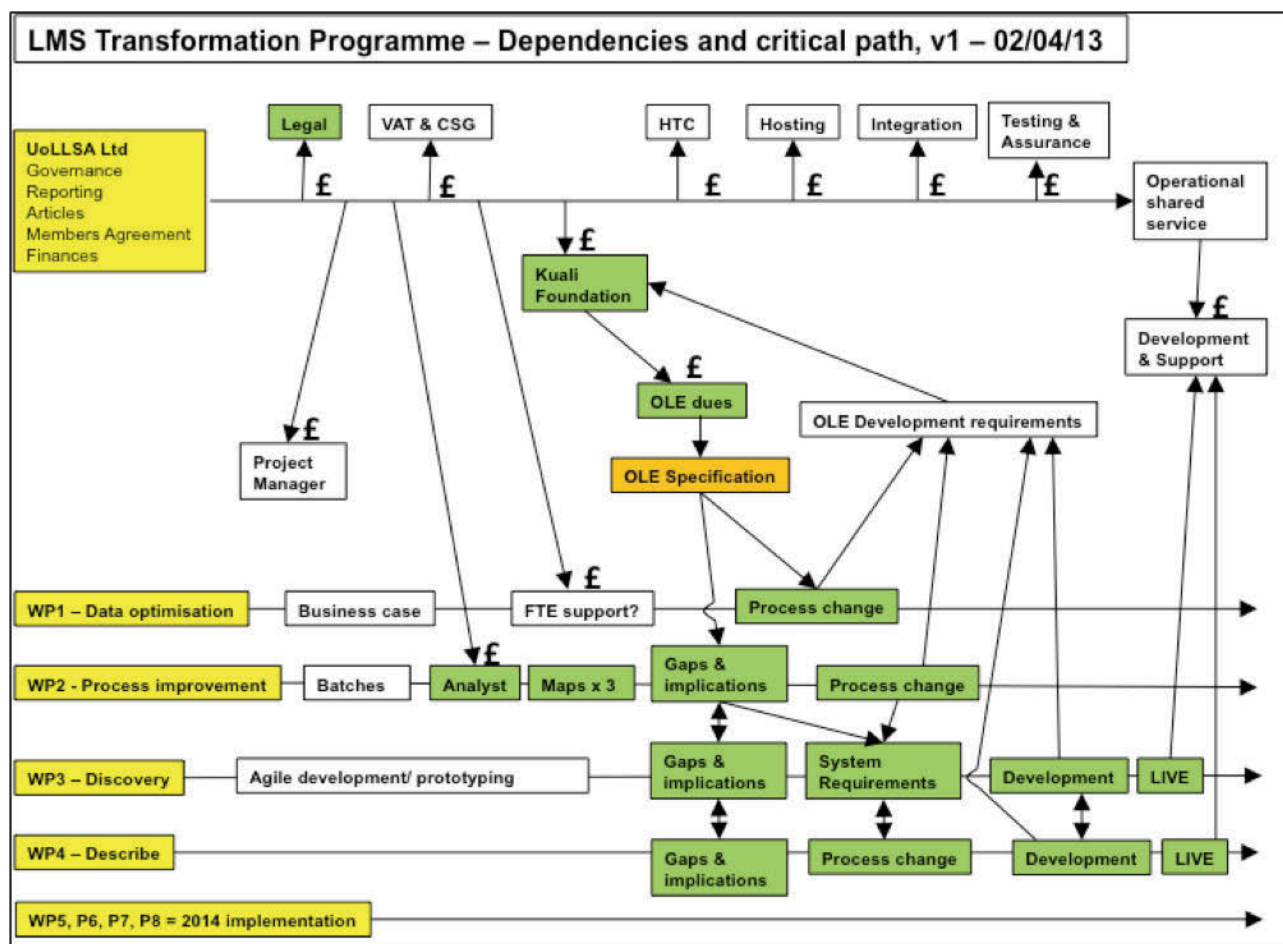 LMS Transformation Programme – Dependencies and critical path, v1 – 02/04/13
Legal
VAT & CSG
HTC
Hosting
Integration
Testing &
Assurance
UoLLSA Ltd
Governance
Reporting
Articles
Members Agreement
Finances
£
£
£
£
£
£
Operational
shared
service
£
Kuali
Foundation
£
Development
& Support
£
OLE dues
OLE Development requirements
£
Project
Manager
OLE Specification
£
WP1 – Data optimisation
Business case
FTE support?
Process change
£
WP2 - Process improvement
Batches
Analyst
Maps x 3
Gaps &
implications
Process change
WP3 – Discovery
Agile development/ prototyping
Gaps &
implications
System
Requirements
Development
LIVE
WP4 – Describe
Gaps &
implications
Process change
Development
LIVE
WP5, P6, P7, P8 = 2014 implementation